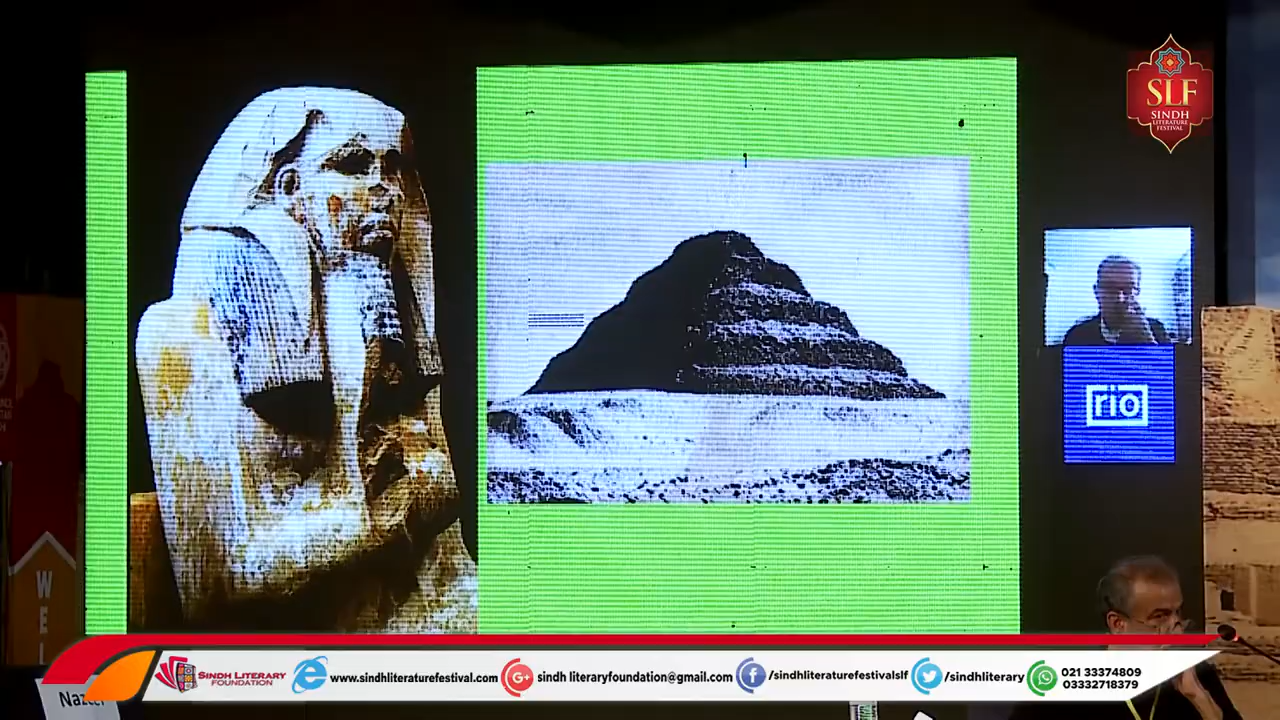 SLF
SINDH
LITERATURE
FESTIVAL
rio
WEL
SINDH LITERARY
FOUNDATION
www.sindhliteraturefestival.com
sindh literaryfoundation@gmail.com
/sindhliteraturefestivalslf
/sindhliterary
021 33374809
03332718379